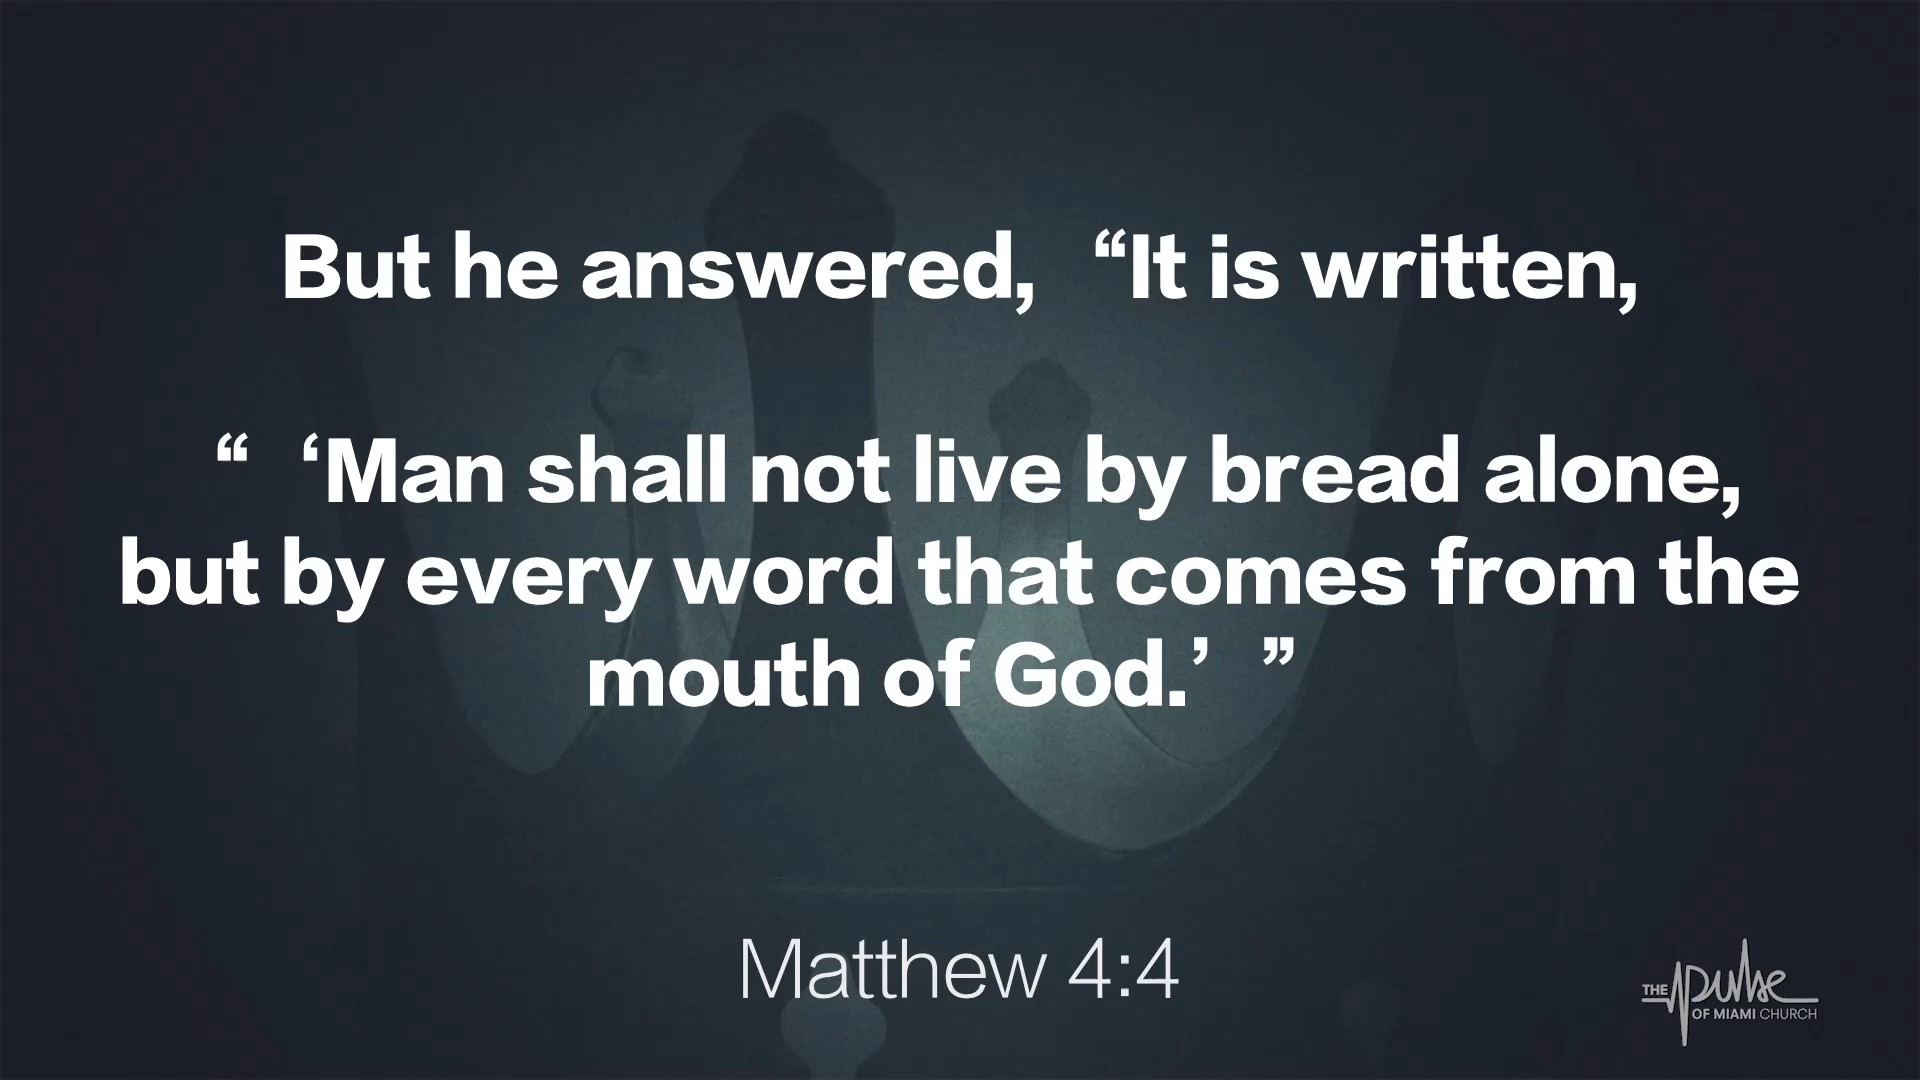 But he answered, “It is written,
“ ‘Man shall not live by bread alone,
but by every word that comes from the
mouth of God.’ ”
Matthew 4:4
THE pulse
OF MIAMI CHURCH